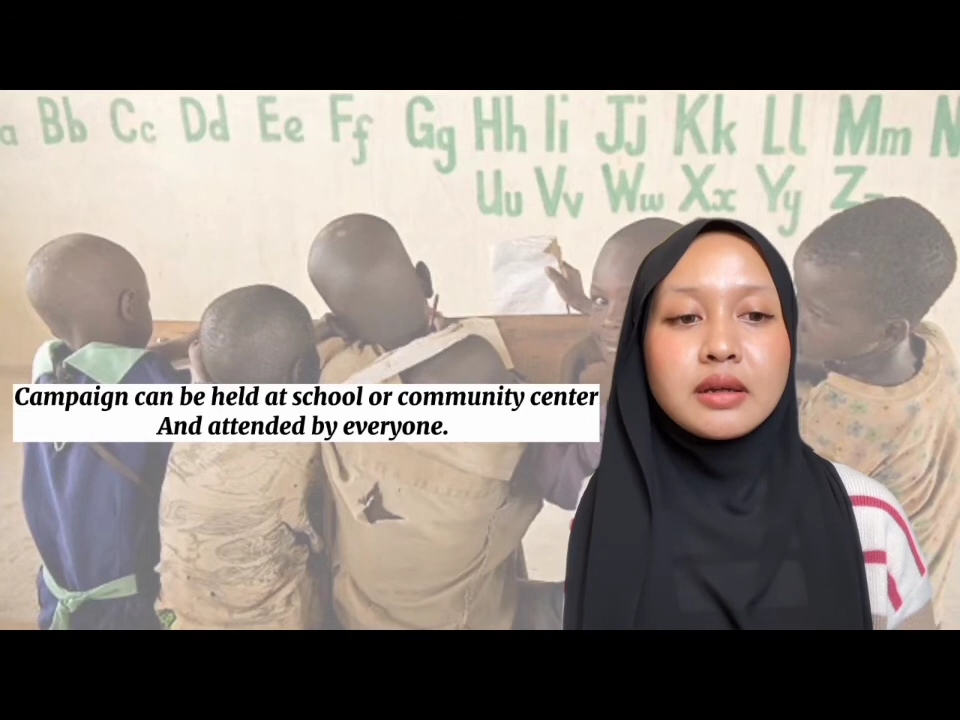 a Bb Cc Dd Ee Ff Gg Hh Ii Jj Kk Ll Mm N
Uu Vv Ww Xx Yy Zz
Campaign can be held at school or community center
And attended by everyone.